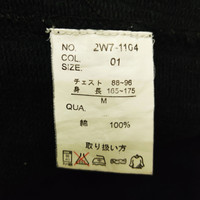 NO. 2W7-1104
COL. 01
SIZE:
チェスト 88~96
身 長 165~175
M
QUA.
綿 100%
取り扱い方